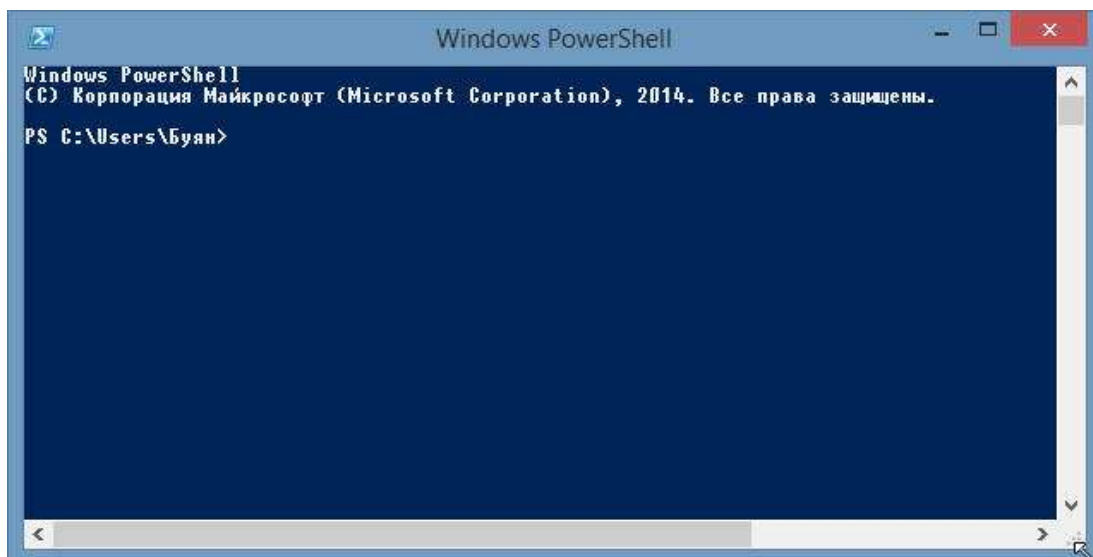 Windows PowerShell
Windows PowerShell
(C) Корпорация Майкрософт (Microsoft Corporation), 2014. Все права защищены.
PS C:\Users\Буян>